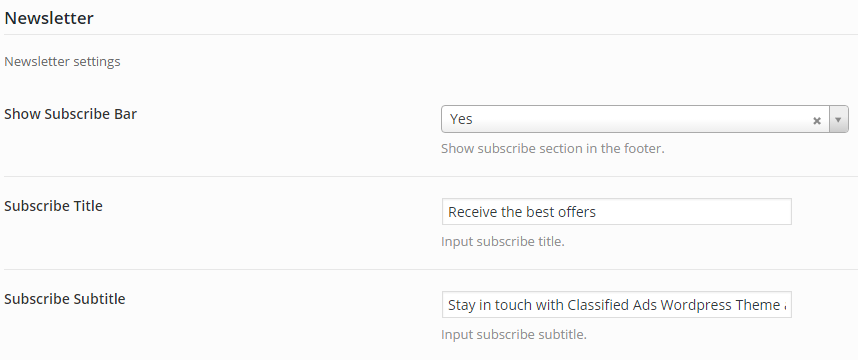 Newsletter
Newsletter settings
Show Subscribe Bar
Yes
Show subscribe section in the footer.
Subscribe Title
Receive the best offers
Input subscribe title.
Subscribe Subtitle
Stay in touch with Classified Ads Wordpress Theme
Input subscribe subtitle.